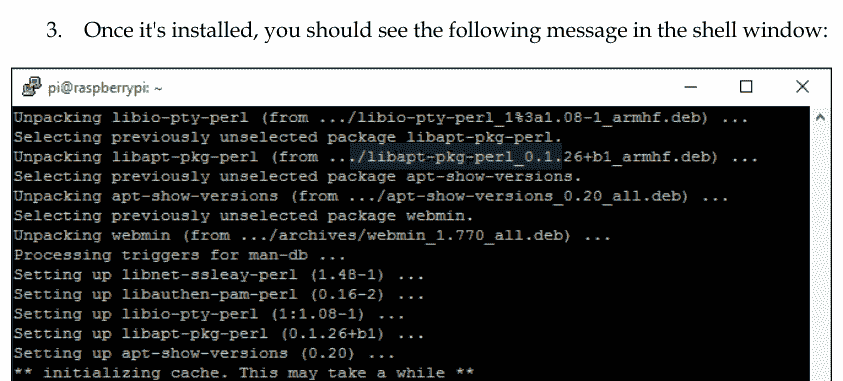 3. Once it's installed, you should see the following message in the shell window:
pi@raspberrypi: ~
Unpacking libio-pty-perl (from .../libio-pty-perl_1%3a1.08-1_armhf.deb) ...
Selecting previously unselected package libapt-pkg-perl.
Unpacking libapt-pkg-perl (from .../libapt-pkg-perl_0.1.26+b1_armhf.deb) ...
Selecting previously unselected package apt-show-versions.
Unpacking apt-show-versions (from .../apt-show-versions_0.20_all.deb) ...
Selecting previously unselected package webmin.
Unpacking webmin (from .../archives/webmin_1.770_all.deb) ...
Processing triggers for man-db ...
Setting up libnet-ssleay-perl (1.48-1) ...
Setting up libauthen-pam-perl (0.16-2) ...
Setting up libio-pty-perl (1:1.08-1) ...
Setting up libapt-pkg-perl (0.1.26+b1) ...
Setting up apt-show-versions (0.20) ...
** initializing cache. This may take a while **